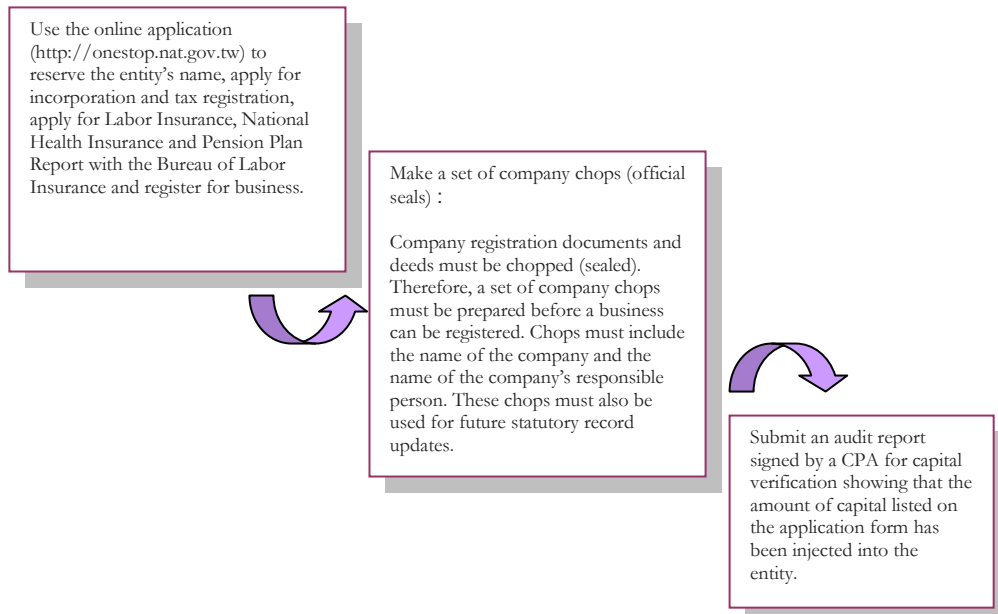 Use the online application
(http://onestop.nat.gov.tw) to
reserve the entity’s name, apply for
incorporation and tax registration,
apply for Labor Insurance, National
Health Insurance and Pension Plan
Report with the Bureau of Labor
Insurance and register for business.
Make a set of company chops (official
seals)：
Company registration documents and
deeds must be chopped (sealed).
Therefore, a set of company chops
must be prepared before a business
can be registered. Chops must include
the name of the company and the
name of the company’s responsible
person. These chops must also be
used for future statutory record
updates.
Submit an audit report
signed by a CPA for capital
verification showing that the
amount of capital listed on
the application form has
been injected into the
entity.